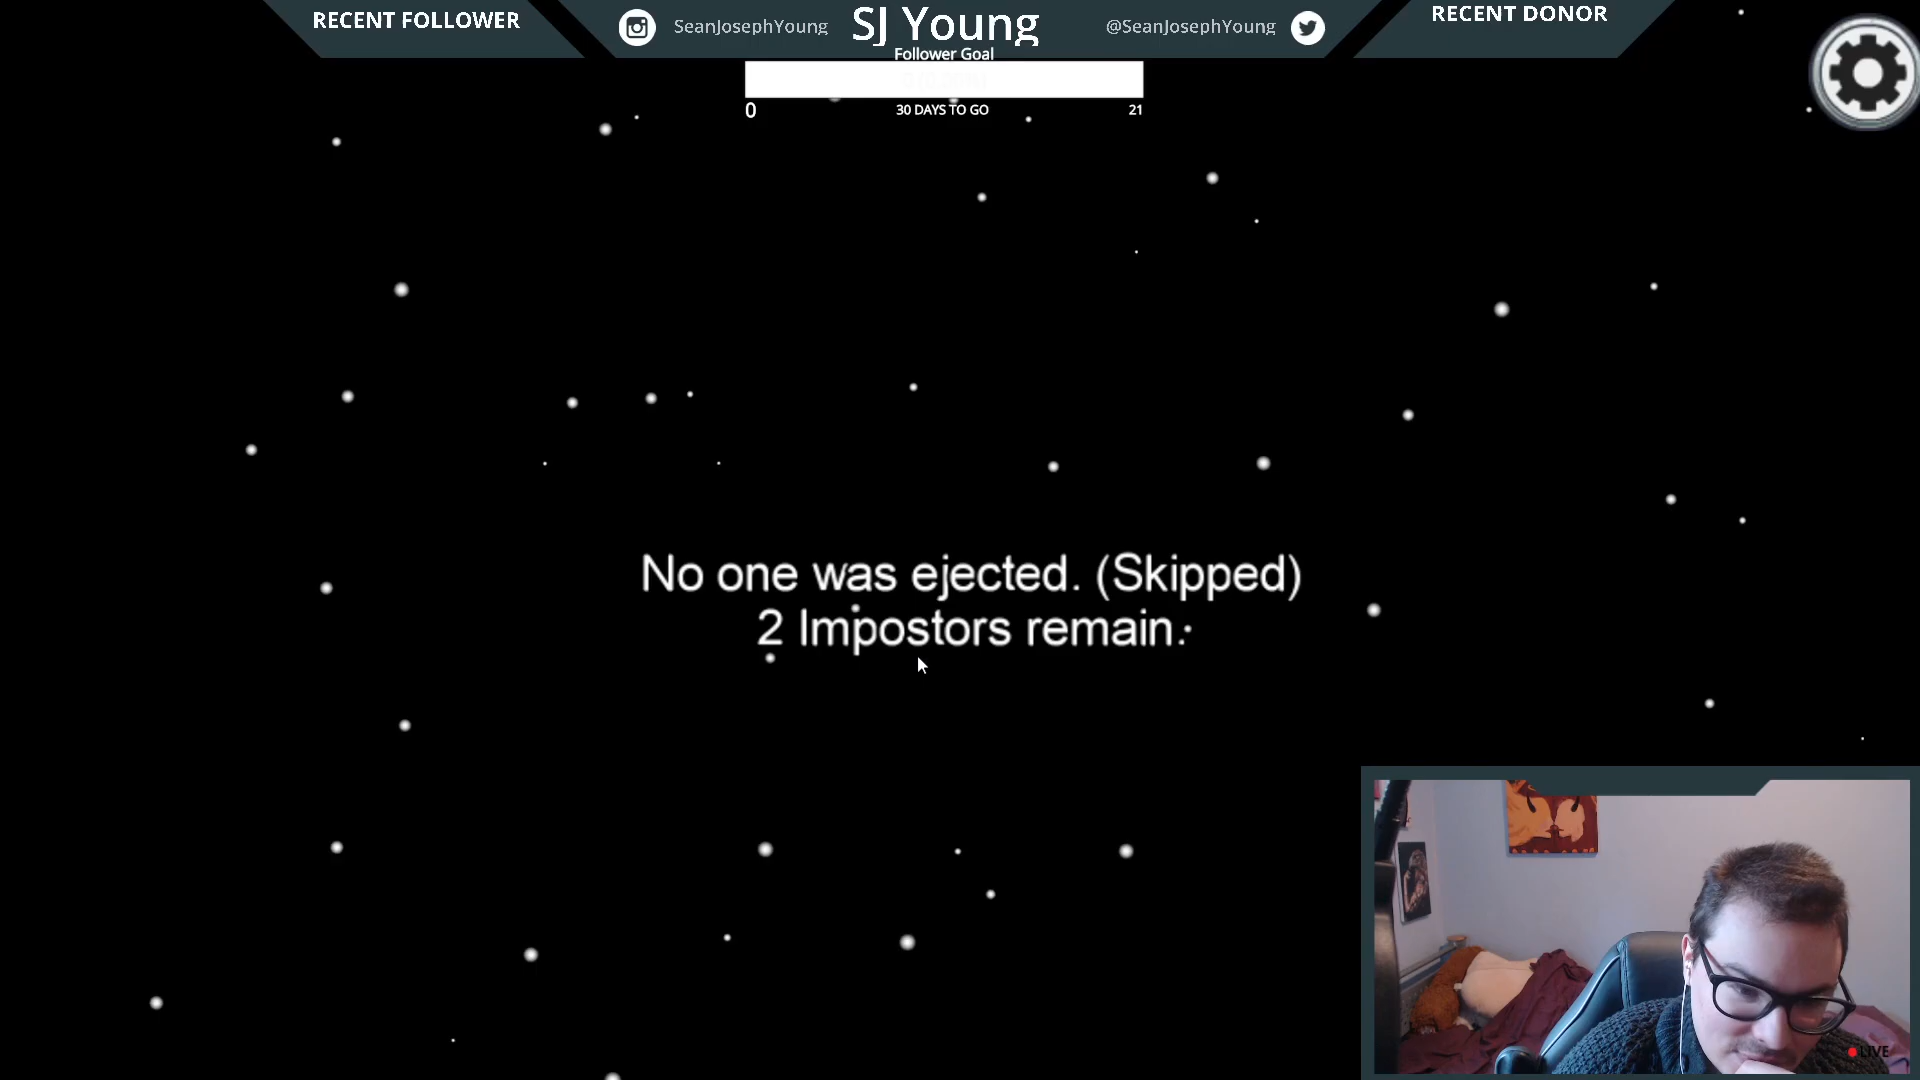 RECENT FOLLOWER
SeanJosephYoung
SJ Young
@SeanJosephYoung
RECENT DONOR
Follower Goal
0
30 DAYS TO GO
21
No one was ejected. (Skipped)
2 Impostors remain.
LIVE